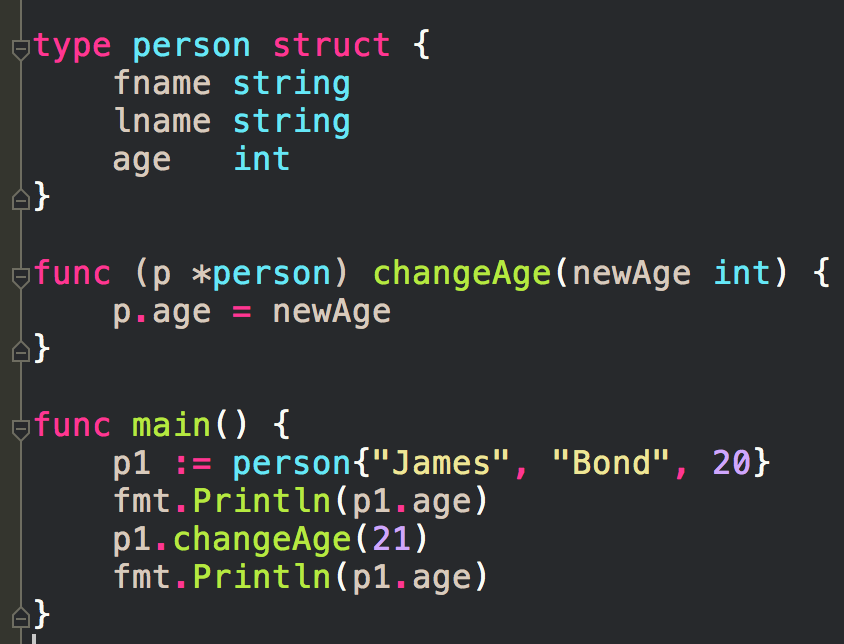 type person struct {
    fname string
    lname string
    age   int
}

func (p *person) changeAge(newAge int) {
    p.age = newAge
}

func main() {
    p1 := person{"James", "Bond", 20}
    fmt.Println(p1.age)
    p1.changeAge(21)
    fmt.Println(p1.age)
}